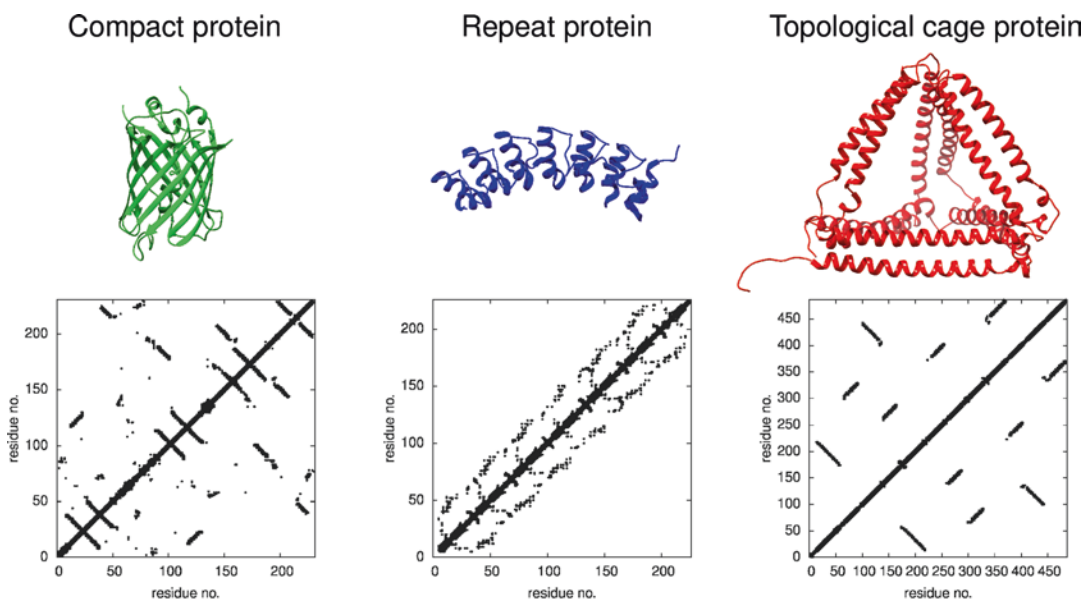 Compact protein
Repeat protein
Topological cage protein
200
150
100
50
0
residue no.
0 50 100 150 200
residue no.
200
150
100
50
0
residue no.
0 50 100 150 200
residue no.
450
400
350
300
250
200
150
100
50
0
residue no.
0 50 100 150 200 250 300 350 400 450
residue no.